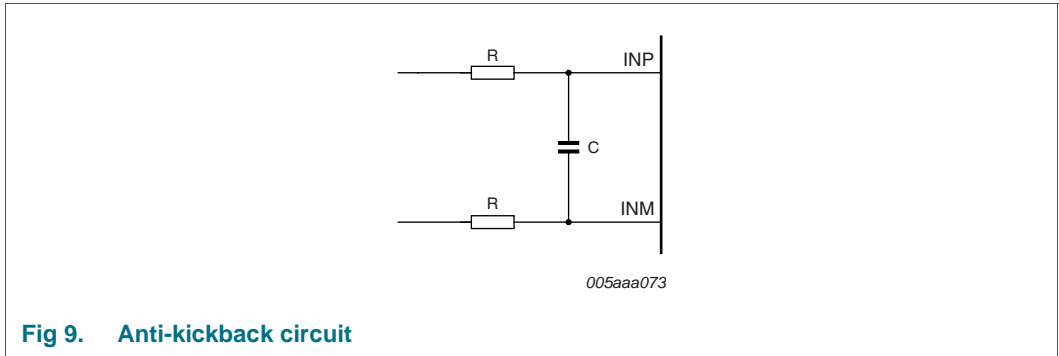 R
INP
C
R
INM
005aaa073
Fig 9. Anti-kickback circuit